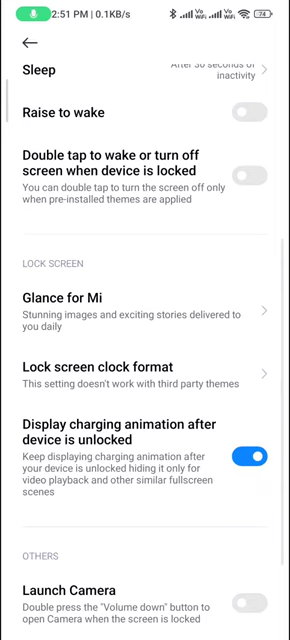 2:51 PM | 0.1KB/s
Vo
WiFi
Vo
WiFi
74
Sleep
After 30 seconds of
inactivity
Raise to wake
Double tap to wake or turn off
screen when device is locked
You can double tap to turn the screen off only
when pre-installed themes are applied
LOCK SCREEN
Glance for Mi
Stunning images and exciting stories delivered to
you daily
Lock screen clock format
This setting doesn't work with third party themes
Display charging animation after
device is unlocked
Keep displaying charging animation after
your device is unlocked hiding it only for
video playback and other similar fullscreen
scenes
OTHERS
Launch Camera
Double press the "Volume down" button to
open Camera when the screen is locked